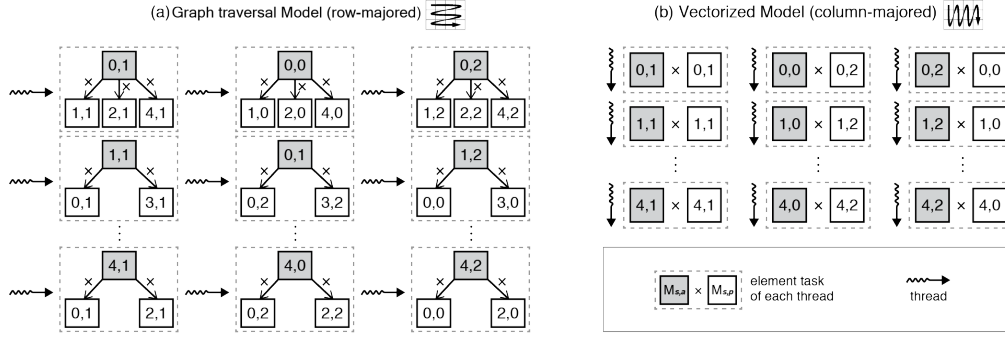 (a) Graph traversal Model (row-majored)
(b) Vectorized Model (column-majored)
0,1 0,0 0,2
× × × × × × × × ×
1,1 2,1 4,1 1,0 2,0 4,0 1,2 2,2 4,2
1,1 0,1 1,2
× × × × × ×
0,1 3,1 0,2 3,2 0,0 3,0
⋮ ⋮ ⋮
4,1 4,0 4,2
× × × × × ×
0,1 2,1 0,2 2,2 0,0 2,0
0,1 × 0,1 0,0 × 0,2 0,2 × 0,0
1,1 × 1,1 1,0 × 1,2 1,2 × 1,0
⋮ ⋮ ⋮
4,1 × 4,1 4,0 × 4,2 4,2 × 4,0
Ms,a × Ms,p
element task
of each thread
thread